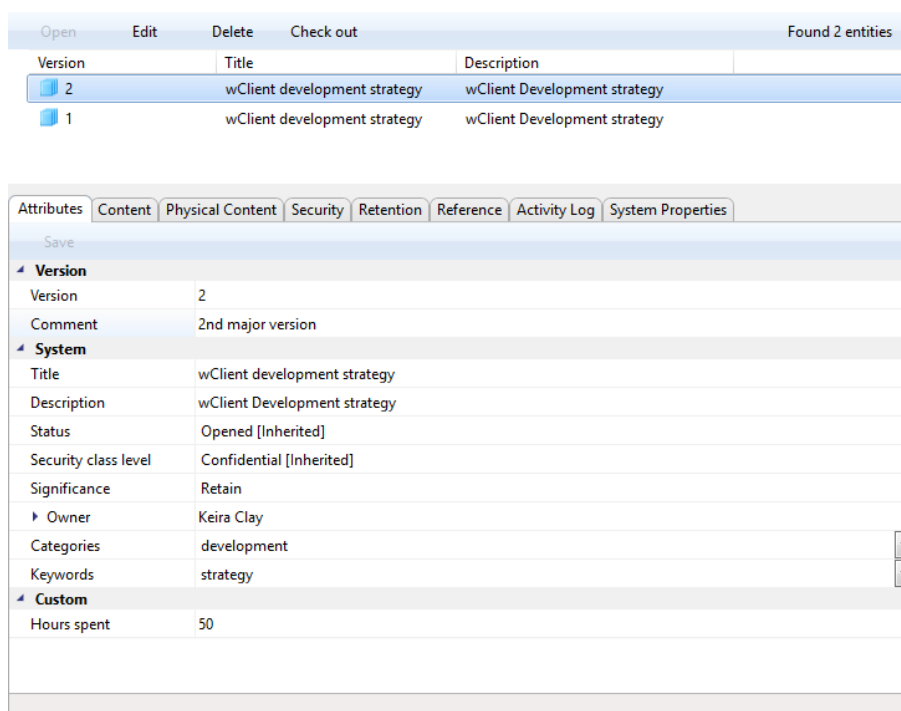 Open Edit Delete Check out Found 2 entities
Version Title Description
2 wClient development strategy wClient Development strategy
1 wClient development strategy wClient Development strategy
Attributes Content Physical Content Security Retention Reference Activity Log System Properties
Save
Version
Version 2
Comment 2nd major version
System
Title wClient development strategy
Description wClient Development strategy
Status Opened [Inherited]
Security class level Confidential [Inherited]
Significance Retain
Owner Keira Clay
Categories development
Keywords strategy
Custom
Hours spent 50